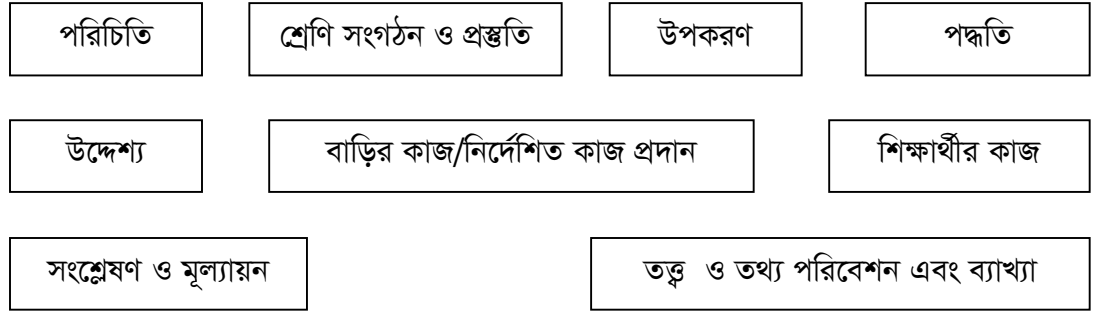 পরিচিতি শ্রেণি সংগঠন ও প্রস্তুতি উপকরণ পদ্ধতি
উদ্দেশ্য বাড়ির কাজ/নির্দেশিত কাজ প্রদান শিক্ষার্থীর কাজ
সংশ্লেষণ ও মূল্যায়ন তত্ত্ব ও তথ্য পরিবেশন এবং ব্যাখ্যা